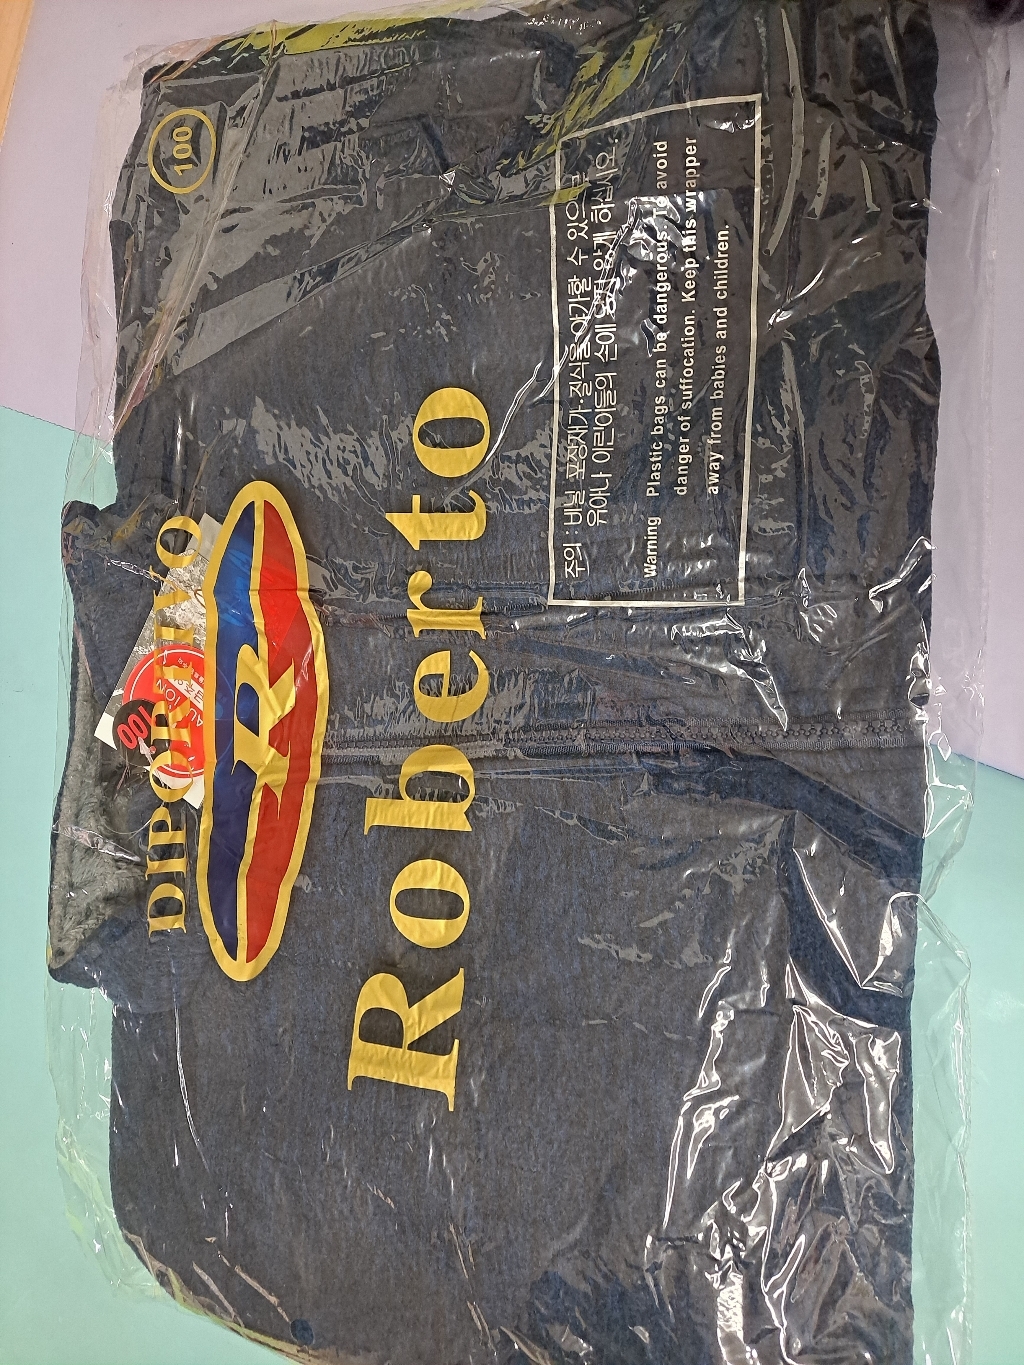 100
DIPORITO
R
Roberto
100
주의 : 비닐 포장재가 질식을 야기할 수 있으므로
유아나 어린이들의 손에 닿지 않게 하십시오.
Warning Plastic bags can be dangerous. To avoid
danger of suffocation. Keep this wrapper
away from babies and children.